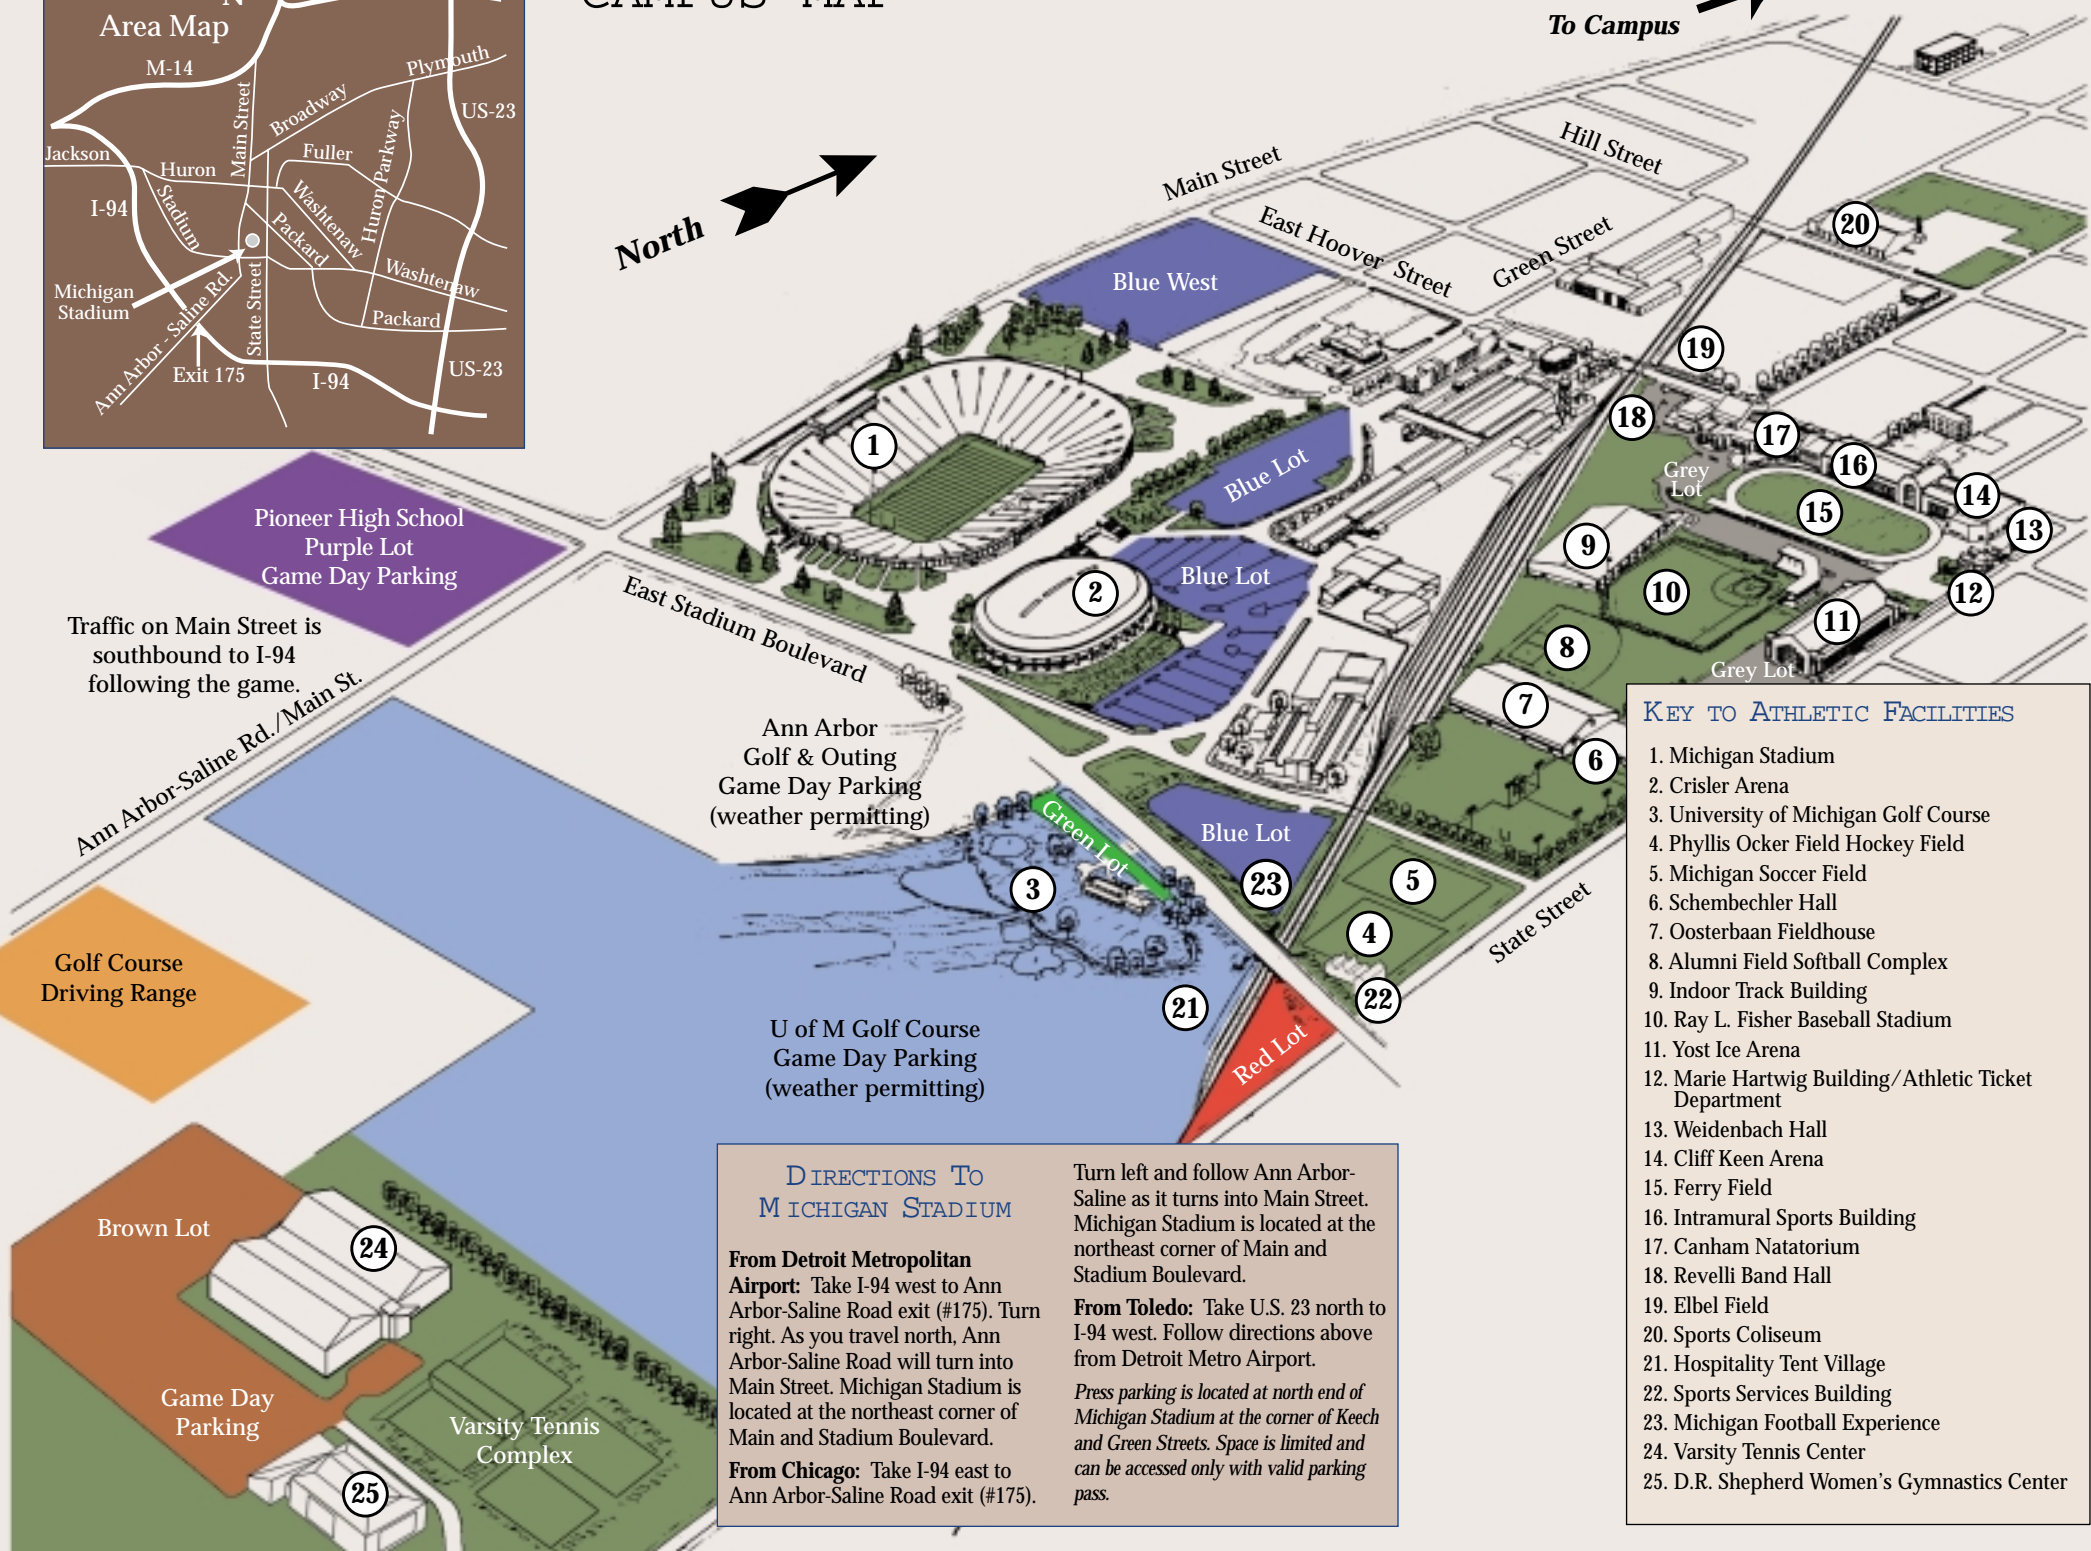 CAMPUS MAP
N
Area Map
M-14
Plymouth
Main Street
Broadway
US-23
Huron Parkway
Jackson
Huron
Fuller
I-94
Stadium
Washtenaw
Packard
Washtenaw
Michigan
Stadium
Ann Arbor - Saline Rd.
State Street
Packard
Exit 175
I-94
US-23
To Campus
North
Main Street
Hill Street
East Hoover Street
Green Street
Blue West
20
19
18
17
16
14
15
13
12
Grey
Lot
1
Blue Lot
9
10
11
2
Blue Lot
8
Grey Lot
7
6
Pioneer High School
Purple Lot
Game Day Parking
East Stadium Boulevard
Traffic on Main Street is
southbound to I-94
following the game.
Ann Arbor-Saline Rd./Main St.
Ann Arbor
Golf & Outing
Game Day Parking
(weather permitting)
Green Lot
Blue Lot
3
23
5
4
State Street
22
21
Red Lot
Golf Course
Driving Range
U of M Golf Course
Game Day Parking
(weather permitting)
Brown Lot
24
Game Day
Parking
Varsity Tennis
Complex
25
DIRECTIONS TO
MICHIGAN STADIUM
From Detroit Metropolitan
Airport: Take I-94 west to Ann
Arbor-Saline Road exit (#175). Turn
right. As you travel north, Ann
Arbor-Saline Road will turn into
Main Street. Michigan Stadium is
located at the northeast corner of
Main and Stadium Boulevard.
From Chicago: Take I-94 east to
Ann Arbor-Saline Road exit (#175).
Turn left and follow Ann Arbor-
Saline as it turns into Main Street.
Michigan Stadium is located at the
northeast corner of Main and
Stadium Boulevard.
From Toledo: Take U.S. 23 north to
I-94 west. Follow directions above
from Detroit Metro Airport.
Press parking is located at north end of
Michigan Stadium at the corner of Keech
and Green Streets. Space is limited and
can be accessed only with valid parking
pass.
KEY TO ATHLETIC FACILITIES
1. Michigan Stadium
2. Crisler Arena
3. University of Michigan Golf Course
4. Phyllis Ocker Field Hockey Field
5. Michigan Soccer Field
6. Schembechler Hall
7. Oosterbaan Fieldhouse
8. Alumni Field Softball Complex
9. Indoor Track Building
10. Ray L. Fisher Baseball Stadium
11. Yost Ice Arena
12. Marie Hartwig Building/Athletic Ticket
Department
13. Weidenbach Hall
14. Cliff Keen Arena
15. Ferry Field
16. Intramural Sports Building
17. Canham Natatorium
18. Revelli Band Hall
19. Elbel Field
20. Sports Coliseum
21. Hospitality Tent Village
22. Sports Services Building
23. Michigan Football Experience
24. Varsity Tennis Center
25. D.R. Shepherd Women's Gymnastics Center